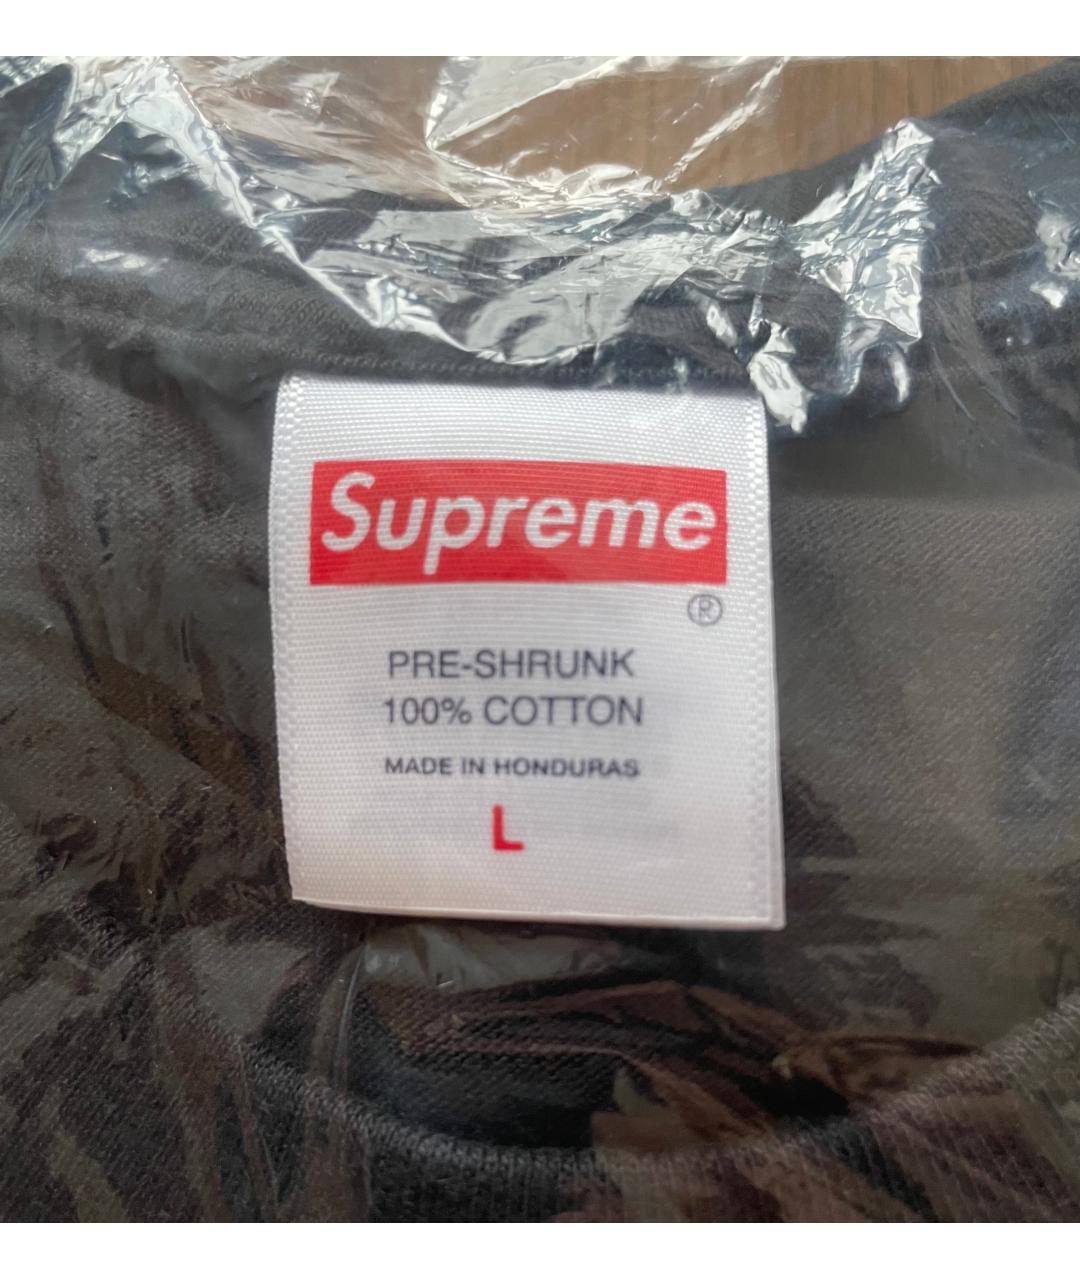 Supreme
®
PRE-SHRUNK
100% COTTON
MADE IN HONDURAS
L